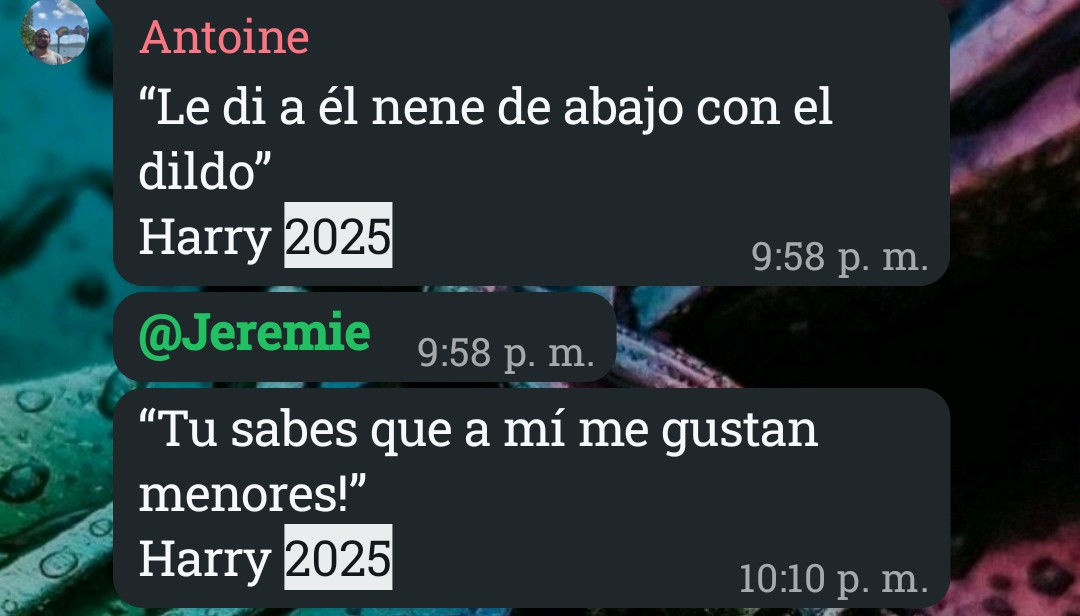 Antoine
“Le di a él nene de abajo con el
dildo”
Harry 2025
9:58 p. m.
@Jeremie
9:58 p. m.
“Tu sabes que a mí me gustan
menores!”
Harry 2025
10:10 p. m.